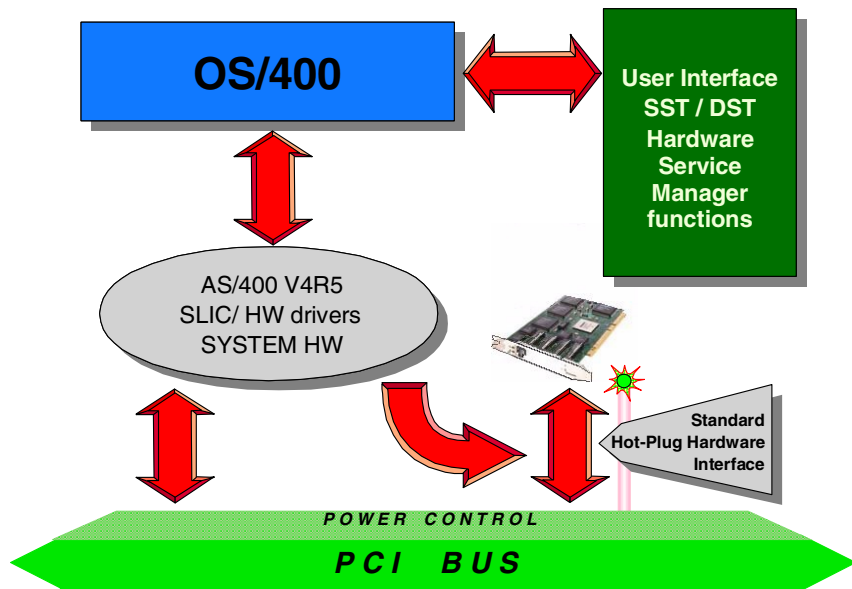 OS/400
User Interface
SST / DST
Hardware
Service
Manager
functions
AS/400 V4R5
SLIC/ HW drivers
SYSTEM HW
Standard
Hot-Plug Hardware
Interface
POWER CONTROL
PCI BUS